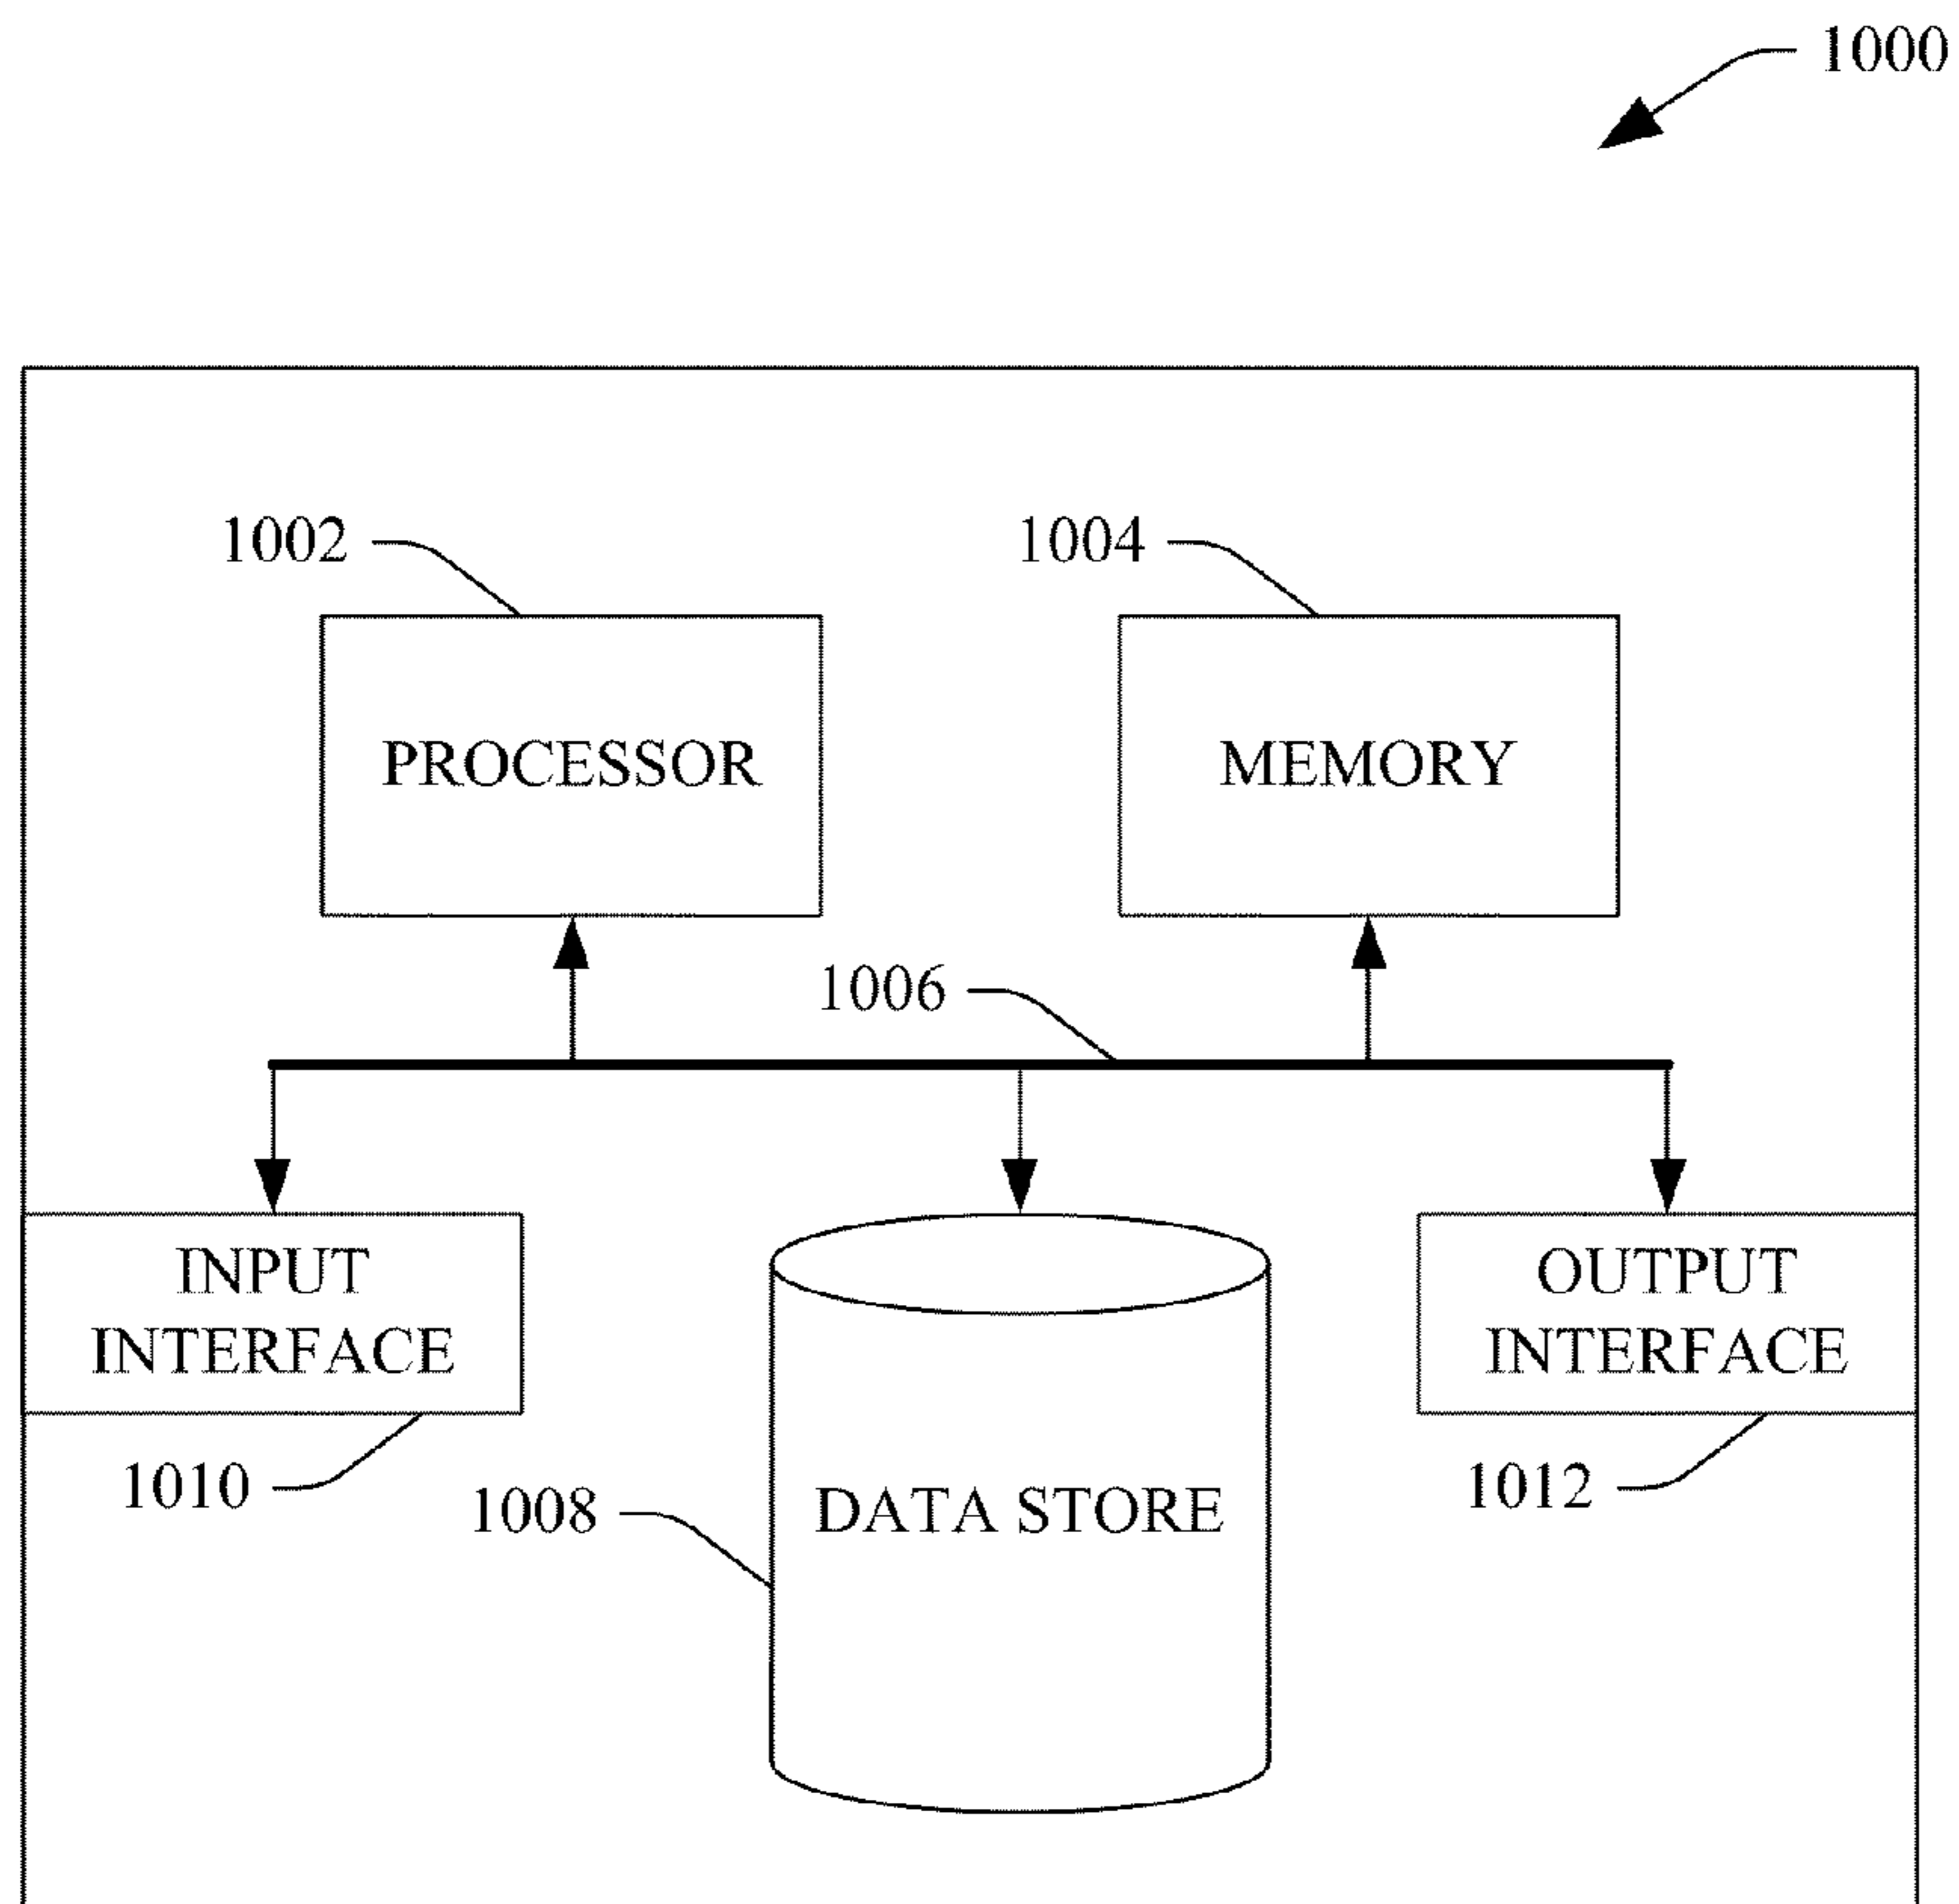 1000
1002
1004
PROCESSOR
MEMORY
1006
INPUT
INTERFACE
OUTPUT
INTERFACE
1010
1008
DATA STORE
1012